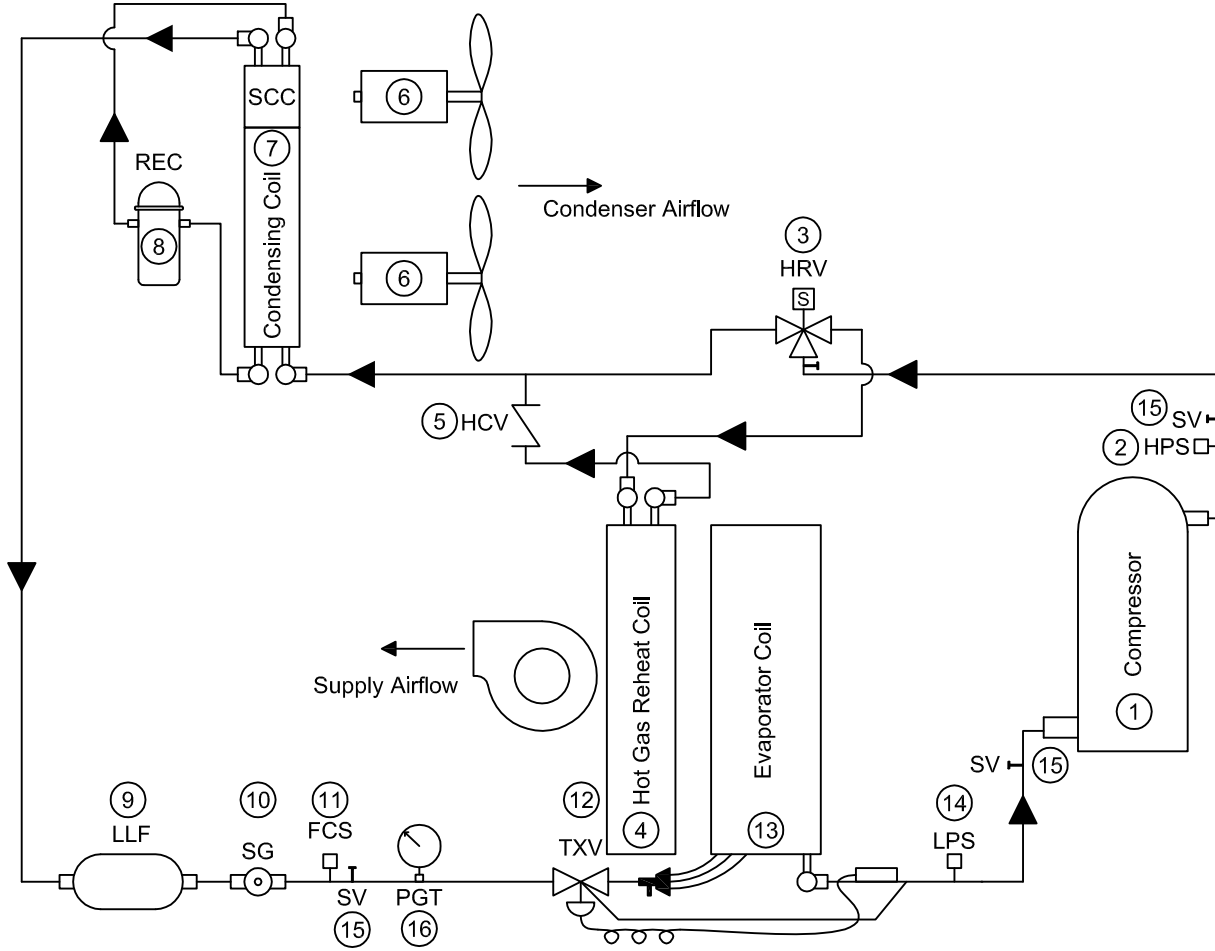 SCC
7
Condensing Coil
REC
8
6
6
Condenser Airflow
3
HRV
S
5
HCV
15
SV
2
HPS
Compressor
1
Hot Gas Reheat Coil
4
Evaporator Coil
13
Supply Airflow
SV
15
9
LLF
10
SG
11
FCS
SV
15
PGT
16
12
TXV
14
LPS